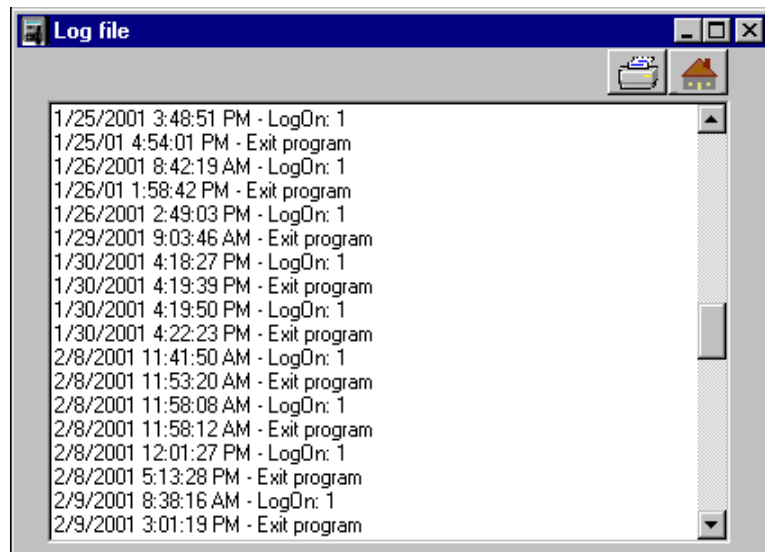 Log file
1/25/2001 3:48:51 PM - LogOn: 1
1/25/01 4:54:01 PM - Exit program
1/26/2001 8:42:19 AM - LogOn: 1
1/26/01 1:58:42 PM - Exit program
1/26/2001 2:49:03 PM - LogOn: 1
1/29/2001 9:03:46 AM - Exit program
1/30/2001 4:18:27 PM - LogOn: 1
1/30/2001 4:19:39 PM - Exit program
1/30/2001 4:19:50 PM - LogOn: 1
1/30/2001 4:22:23 PM - Exit program
2/8/2001 11:41:50 AM - LogOn: 1
2/8/2001 11:53:20 AM - Exit program
2/8/2001 11:58:08 AM - LogOn: 1
2/8/2001 11:58:12 AM - Exit program
2/8/2001 12:01:27 PM - LogOn: 1
2/8/2001 5:13:28 PM - Exit program
2/9/2001 8:38:16 AM - LogOn: 1
2/9/2001 3:01:19 PM - Exit program